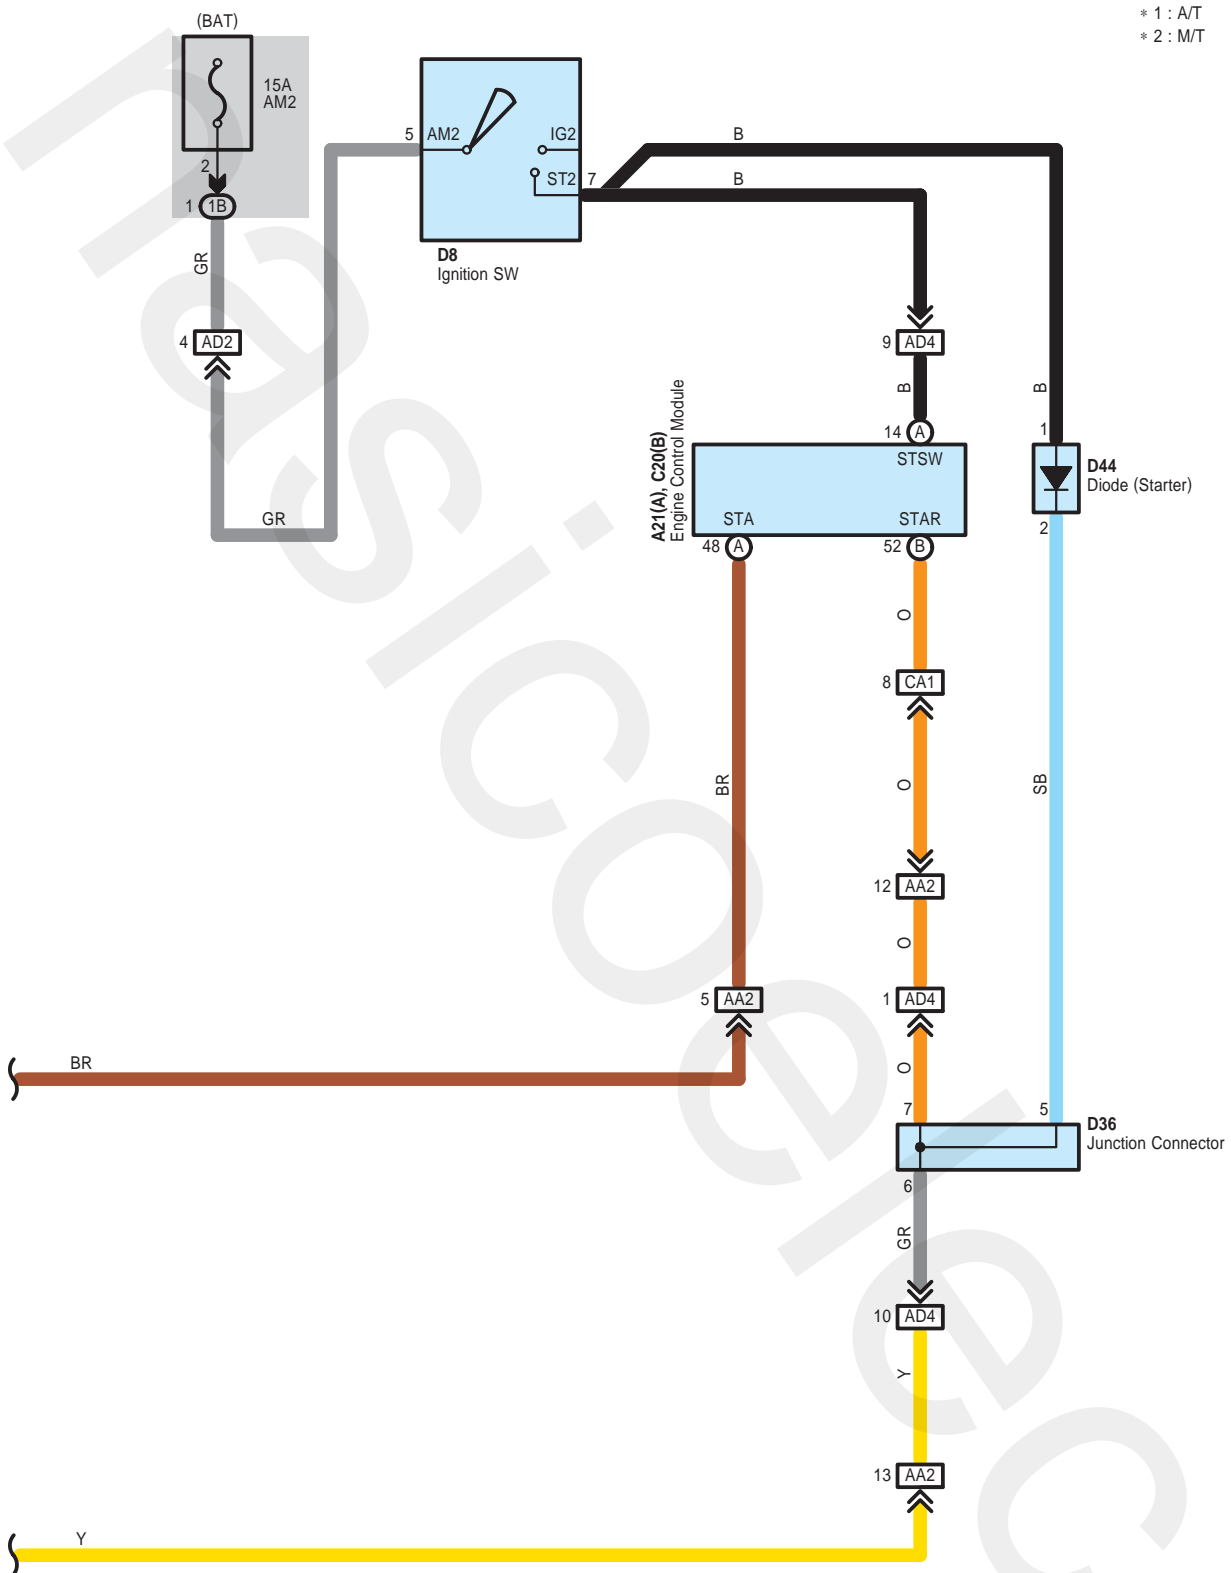 * 1 : A/T
* 2 : M/T
(BAT)
15A
AM2
2
1 1B
GR
4 AD2
GR
5 AM2
IG2
ST2 7
D8
Ignition SW
B
B
9 AD4
B
B
14 A
STSW
A21(A), C20(B)
Engine Control Module
STA
STAR
48 A
52 B
1
D44
Diode (Starter)
2
O
8 CA1
BR
O
SB
12 AA2
O
5 AA2
1 AD4
BR
O
7
5
D36
Junction Connector
6
GR
10 AD4
Y
13 AA2
Y
hasicoelec